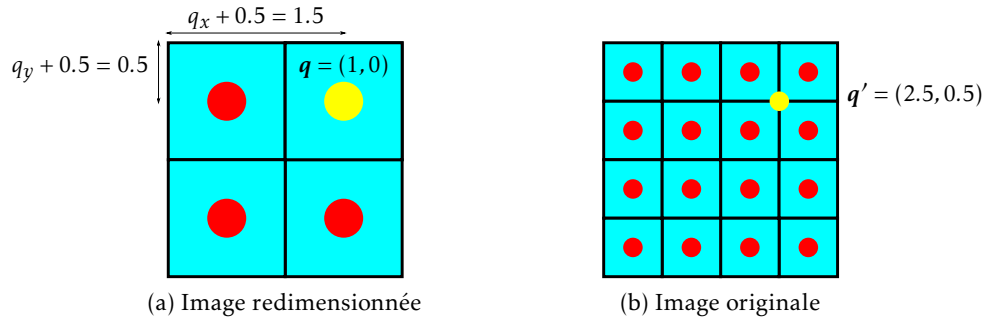 qₓ + 0.5 = 1.5
q_y + 0.5 = 0.5
q = (1,0)
(a) Image redimensionnée
q′ = (2.5,0.5)
(b) Image originale